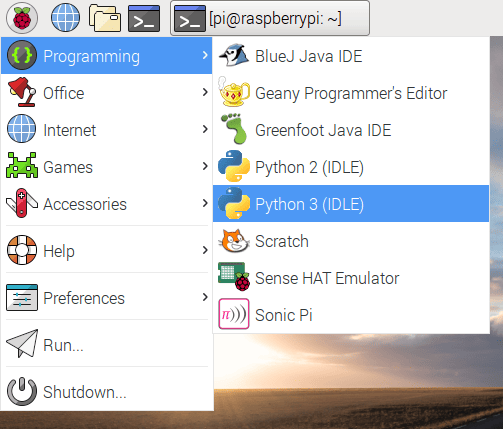 [pi@raspberrypi: ~]
Programming
Office
Internet
Games
Accessories
Help
Preferences
Run...
Shutdown...
BlueJ Java IDE
Geany Programmer's Editor
Greenfoot Java IDE
Python 2 (IDLE)
Python 3 (IDLE)
Scratch
Sense HAT Emulator
Sonic Pi